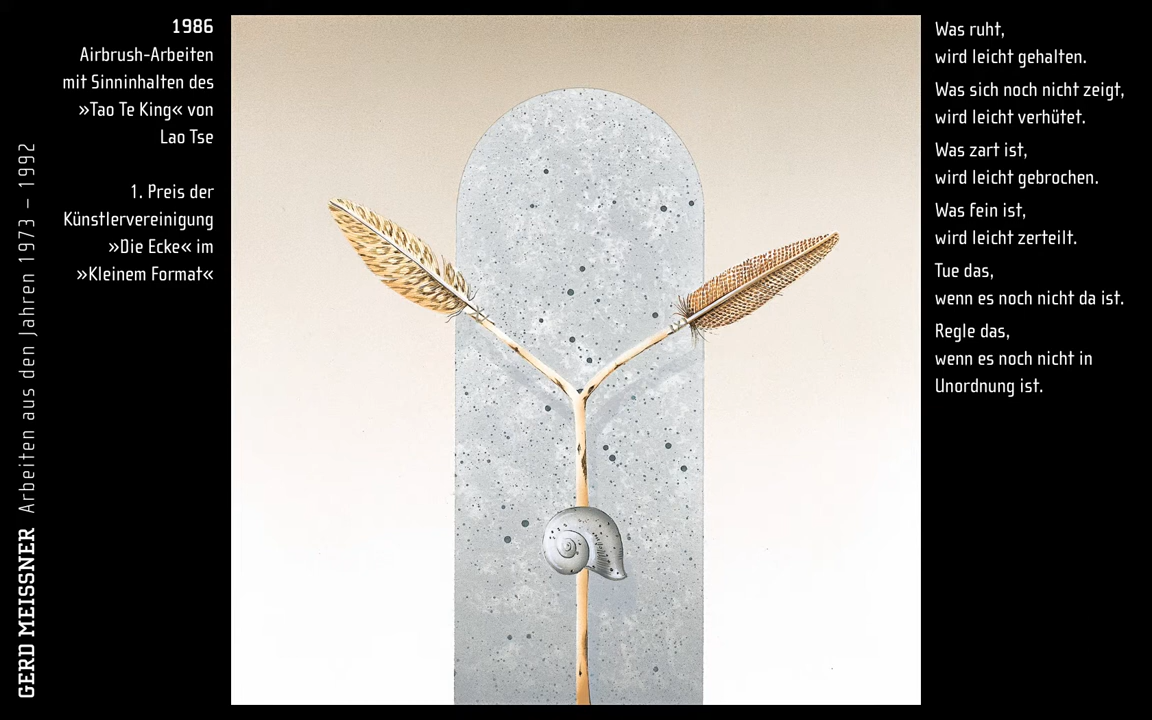 1986
Airbrush-Arbeiten
mit Sinninhalten des
»Tao Te King« von
Lao Tse
1. Preis der
Künstlervereinigung
»Die Ecke« im
»Kleinem Format«
GERD MEISSNER Arbeiten aus den Jahren 1973 – 1992
Was ruht,
wird leicht gehalten.
Was sich noch nicht zeigt,
wird leicht verhütet.
Was zart ist,
wird leicht gebrochen.
Was fein ist,
wird leicht zerteilt.
Tue das,
wenn es noch nicht da ist.
Regle das,
wenn es noch nicht in
Unordnung ist.